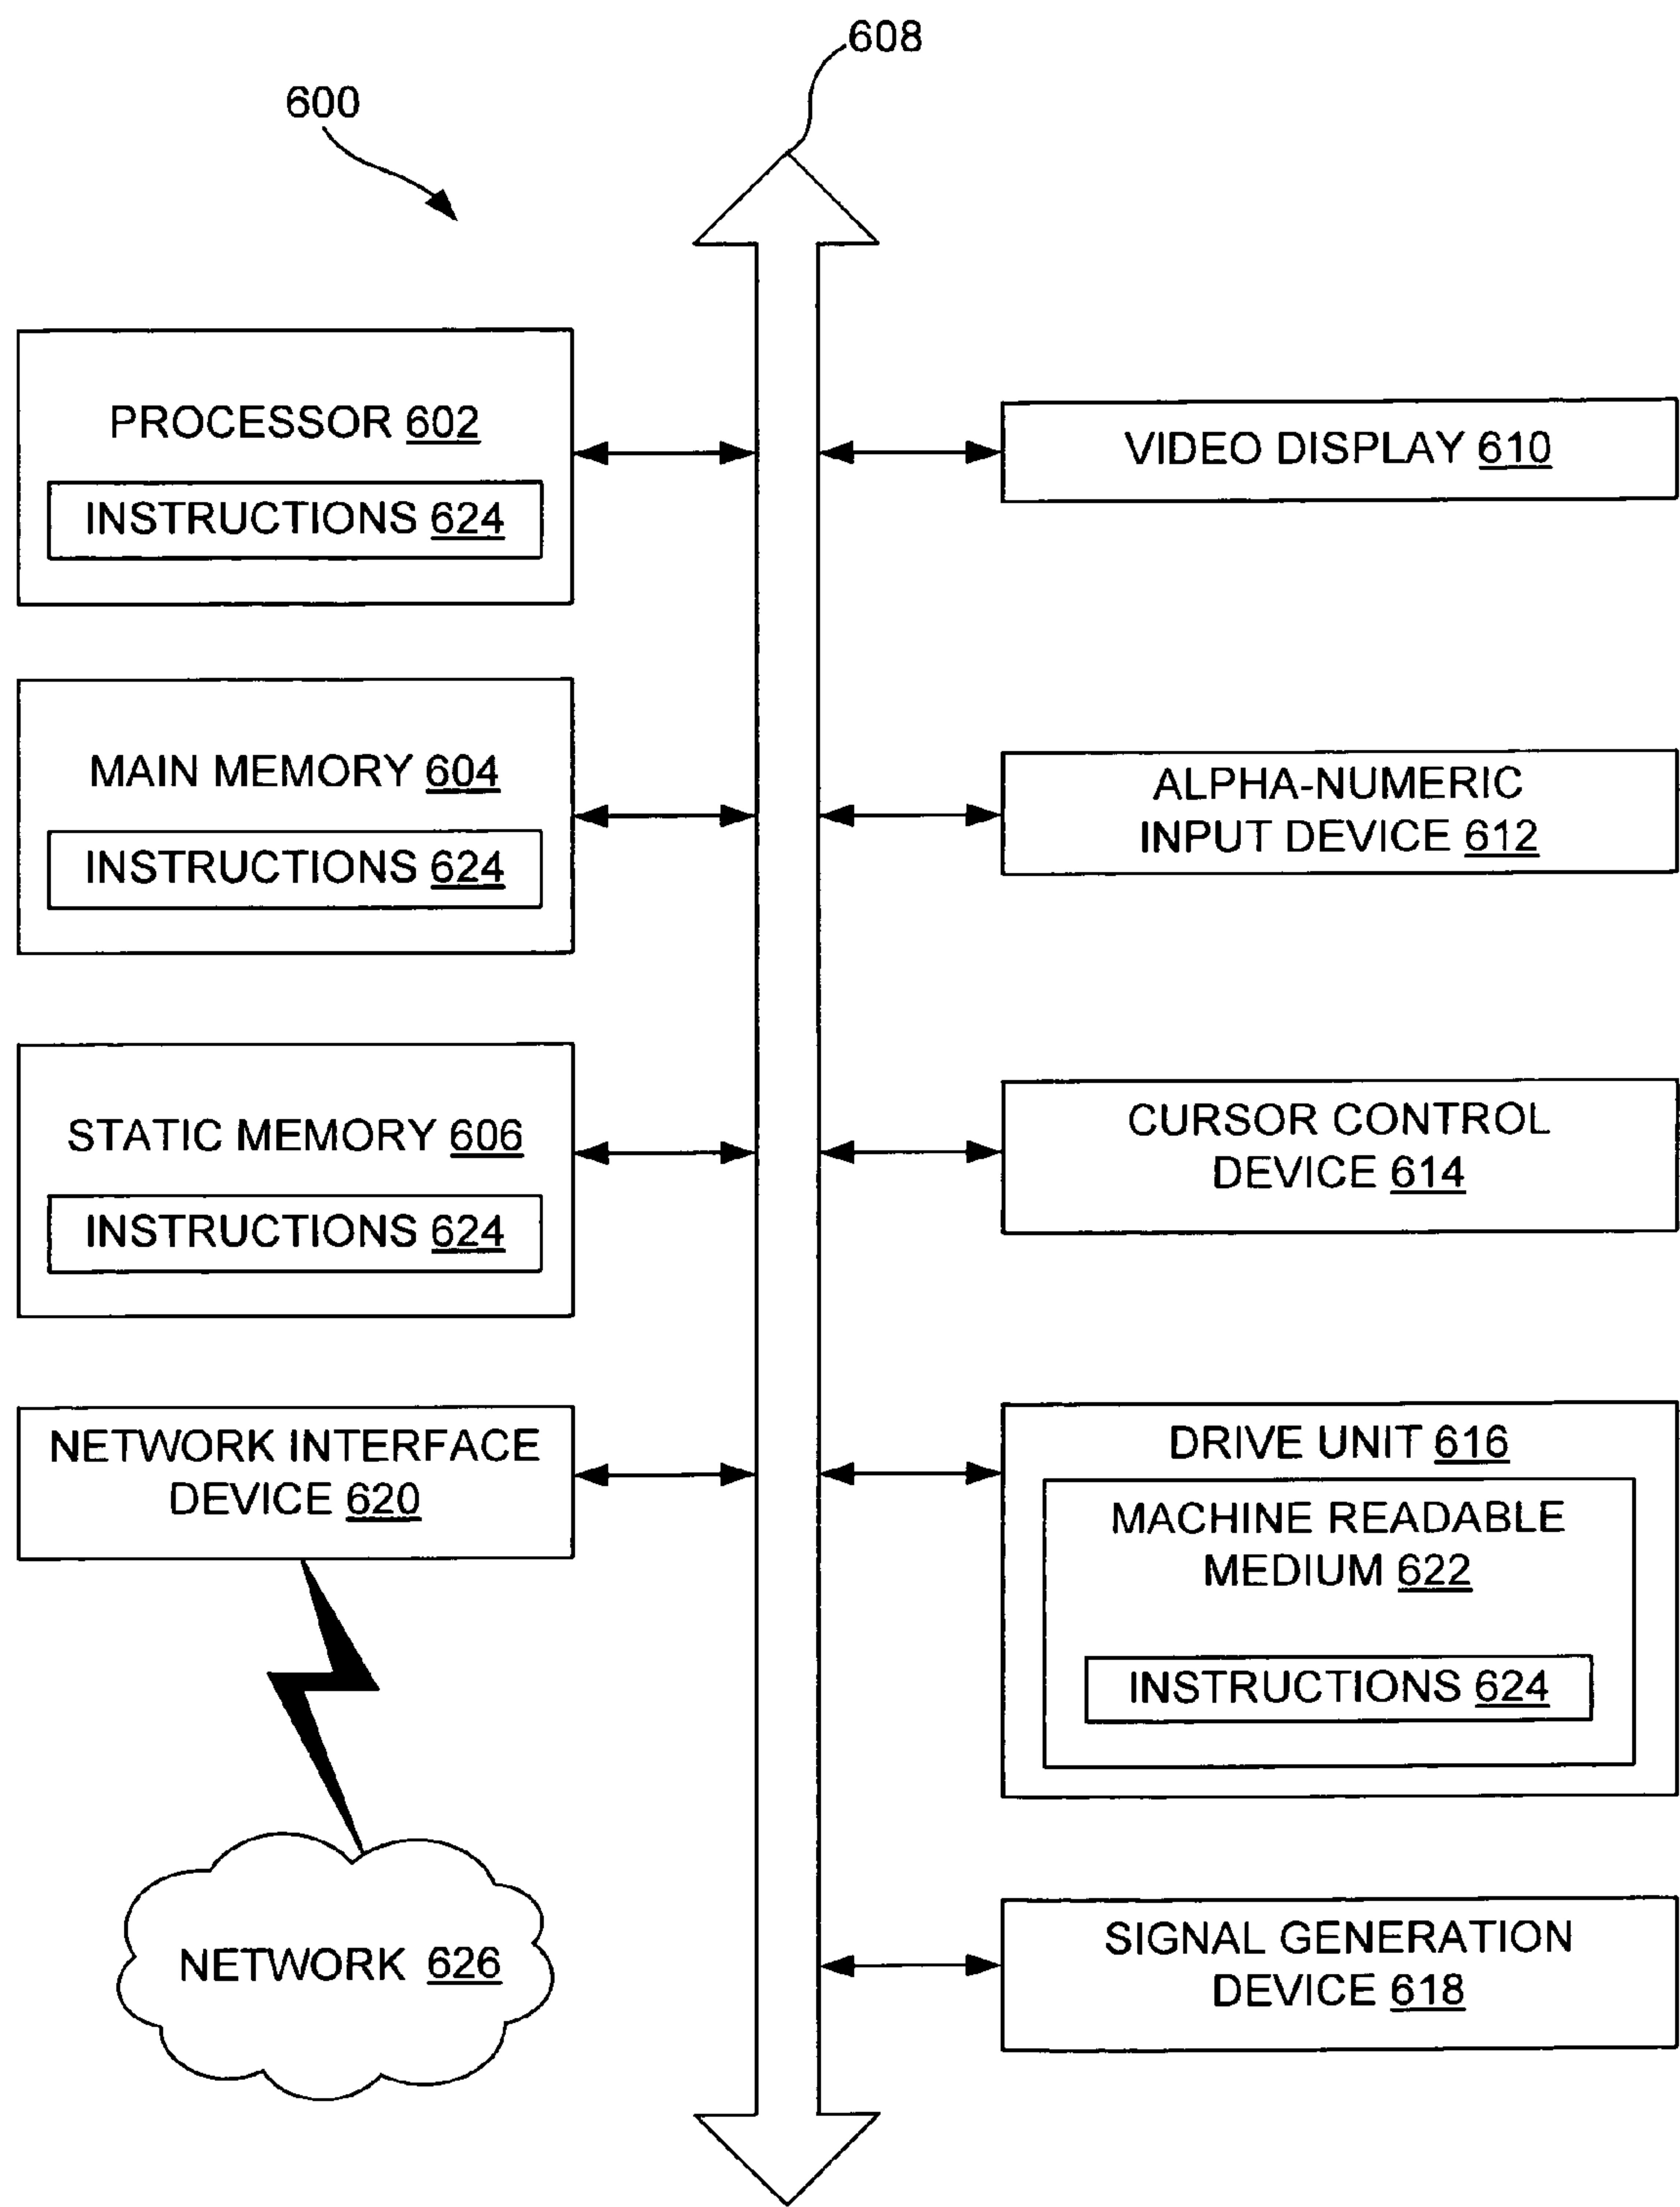 608
600
PROCESSOR 602
INSTRUCTIONS 624
MAIN MEMORY 604
INSTRUCTIONS 624
STATIC MEMORY 606
INSTRUCTIONS 624
NETWORK INTERFACE
DEVICE 620
NETWORK 626
VIDEO DISPLAY 610
ALPHA-NUMERIC
INPUT DEVICE 612
CURSOR CONTROL
DEVICE 614
DRIVE UNIT 616
MACHINE READABLE
MEDIUM 622
INSTRUCTIONS 624
SIGNAL GENERATION
DEVICE 618